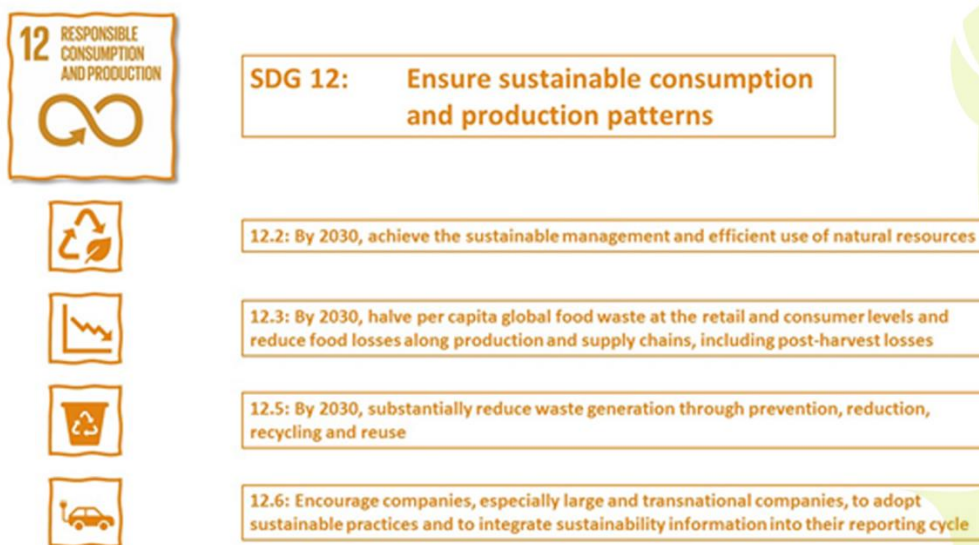 12 RESPONSIBLE
CONSUMPTION
AND PRODUCTION
SDG 12: Ensure sustainable consumption
and production patterns
12.2: By 2030, achieve the sustainable management and efficient use of natural resources
12.3: By 2030, halve per capita global food waste at the retail and consumer levels and
reduce food losses along production and supply chains, including post-harvest losses
12.5: By 2030, substantially reduce waste generation through prevention, reduction,
recycling and reuse
12.6: Encourage companies, especially large and transnational companies, to adopt
sustainable practices and to integrate sustainability information into their reporting cycle